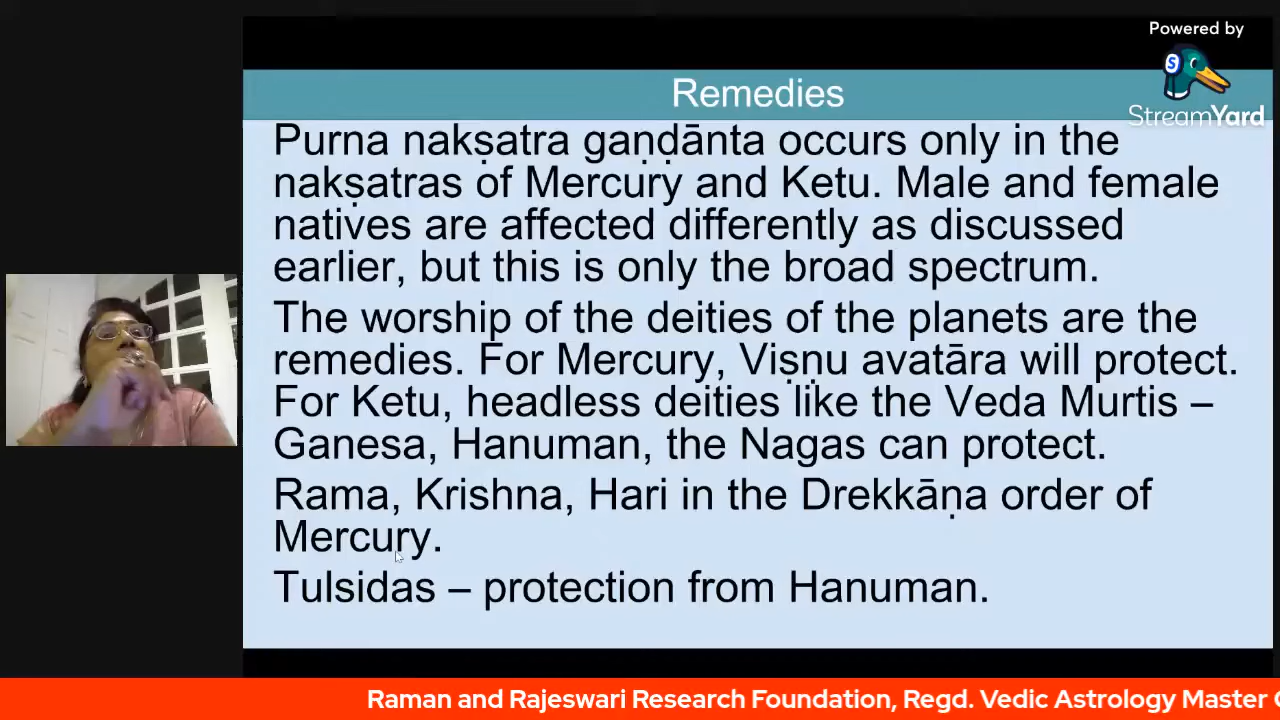 Powered by
StreamYard
Remedies
Purna nakṣatra gaṇḍānta occurs only in the
nakṣatras of Mercury and Ketu. Male and female
natives are affected differently as discussed
earlier, but this is only the broad spectrum.
The worship of the deities of the planets are the
remedies. For Mercury, Viṣṇu avatāra will protect.
For Ketu, headless deities like the Veda Murtis –
Ganesa, Hanuman, the Nagas can protect.
Rama, Krishna, Hari in the Drekkāṇa order of
Mercury.
Tulsidas – protection from Hanuman.
Raman and Rajeswari Research Foundation, Regd. Vedic Astrology Master